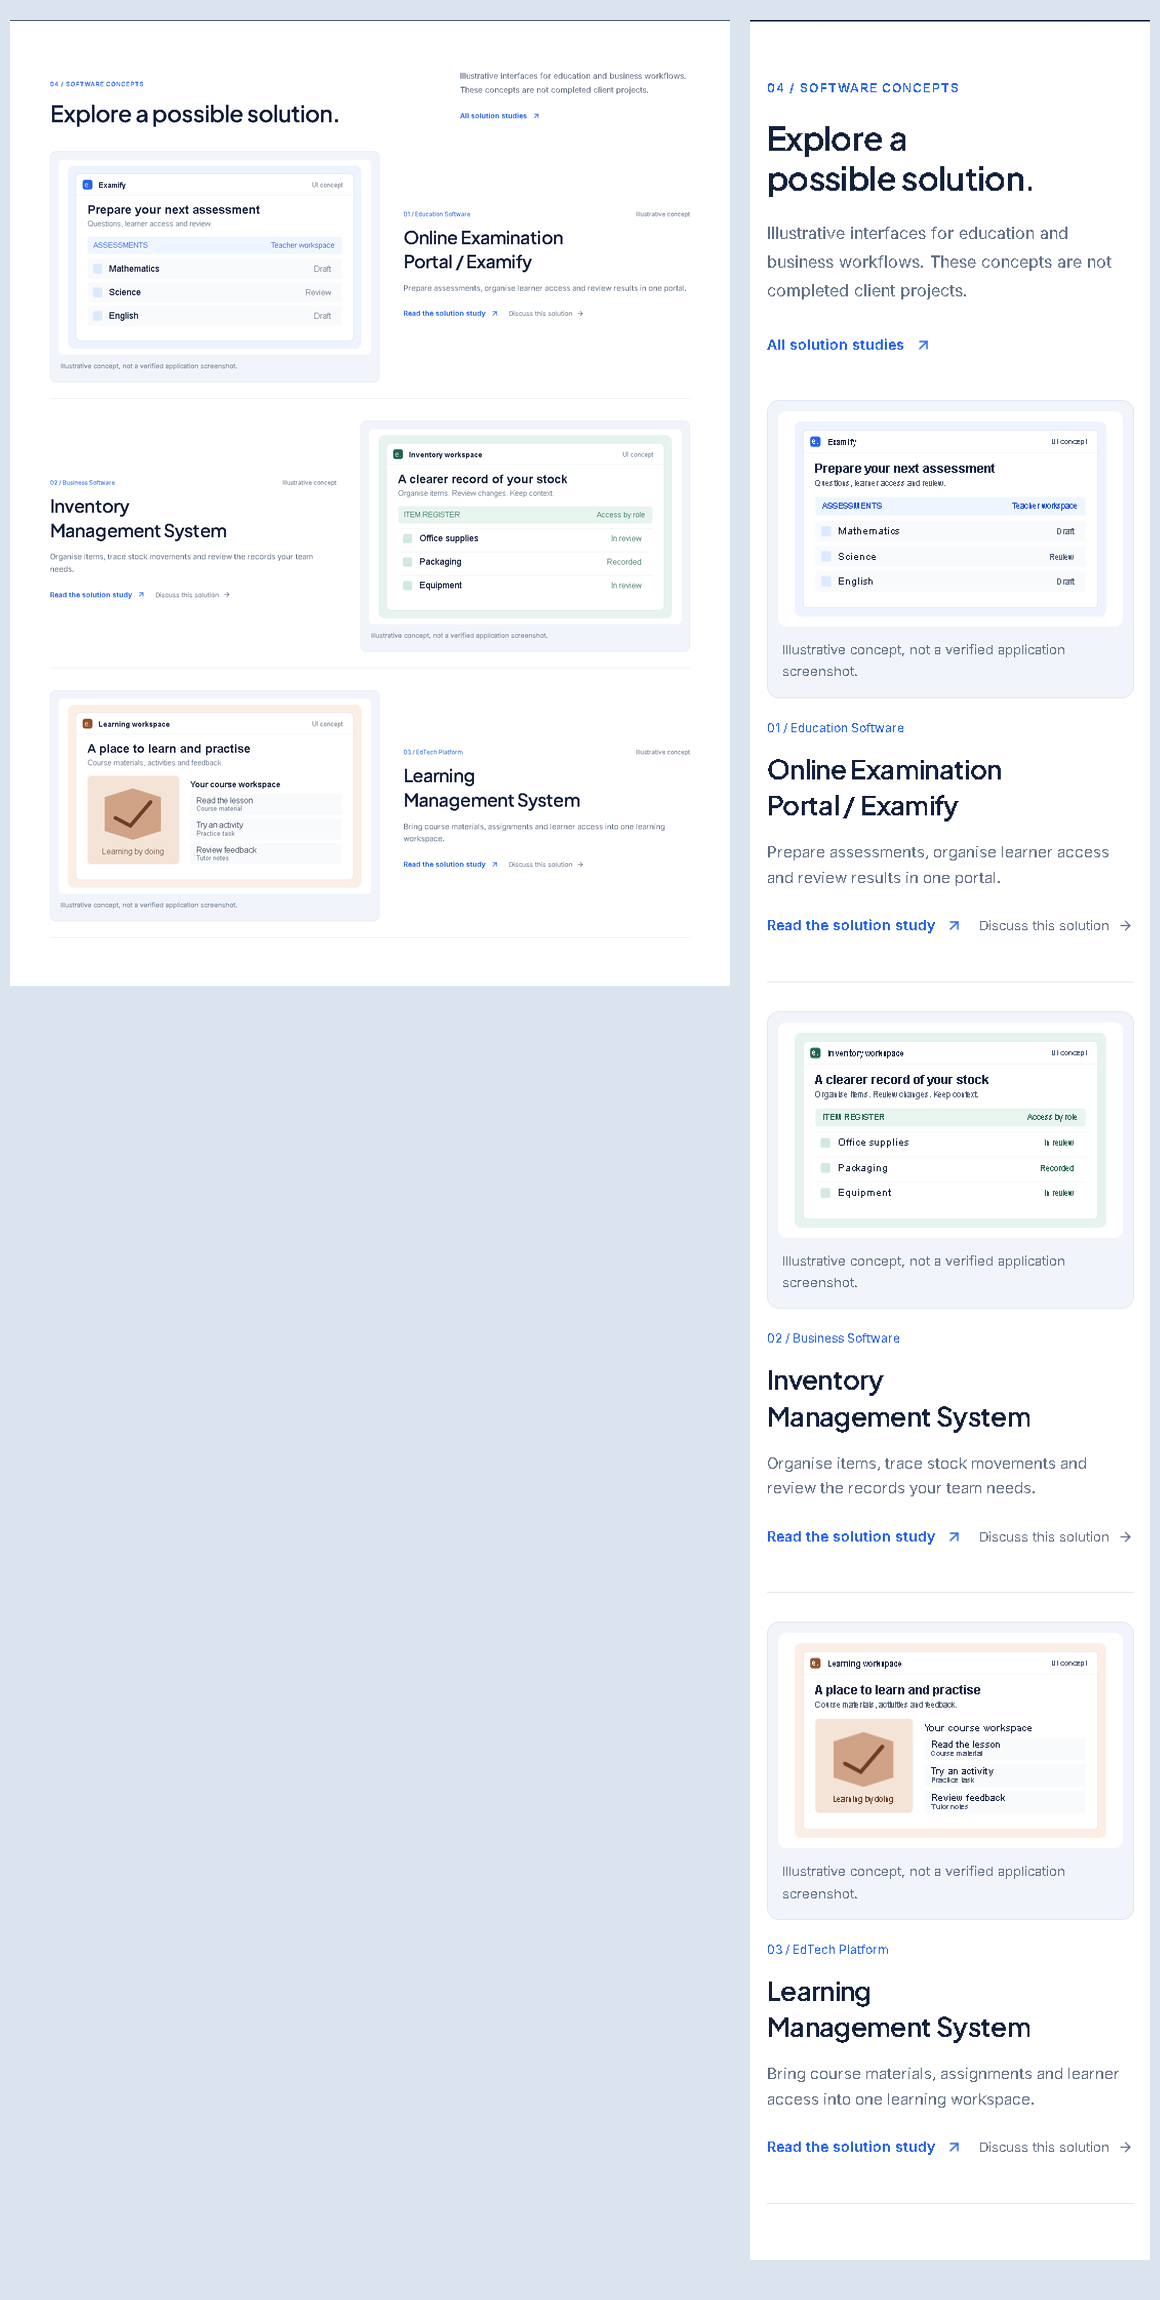 04 / SOFTWARE CONCEPTS
Explore a possible solution.
Illustrative interfaces for education and business workflows.
These concepts are not completed client projects.
All solution studies
e. Examify
UI concept
Prepare your next assessment
Questions, learner access and review.
ASSESSMENTS
Teacher workspace
Mathematics
Draft
Science
Review
English
Draft
Illustrative concept, not a verified application screenshot.
01 / Education Software
Illustrative concept
Online Examination
Portal / Examify
Prepare assessments, organise learner access and review results in one portal.
Read the solution study
Discuss this solution
02 / Business Software
Illustrative concept
Inventory
Management System
Organise items, trace stock movements and review the records your team
needs.
Read the solution study
Discuss this solution
e. Inventory workspace
UI concept
A clearer record of your stock
Organise items. Review changes. Keep context.
ITEM REGISTER
Access by role
Office supplies
In review
Packaging
Recorded
Equipment
In review
Illustrative concept, not a verified application screenshot.
e. Learning workspace
UI concept
A place to learn and practise
Course materials, activities and feedback.
Learning by doing
Your course workspace
Read the lesson
Course material
Try an activity
Practice task
Review feedback
Tutor notes
Illustrative concept, not a verified application screenshot.
03 / EdTech Platform
Illustrative concept
Learning
Management System
Bring course materials, assignments and learner access into one learning
workspace.
Read the solution study
Discuss this solution
04 / SOFTWARE CONCEPTS
Explore a
possible solution.
Illustrative interfaces for education and
business workflows. These concepts are not
completed client projects.
All solution studies
e. Examify
UI concept
Prepare your next assessment
Questions, learner access and review.
ASSESSMENTS
Teacher workspace
Mathematics
Draft
Science
Review
English
Draft
Illustrative concept, not a verified application
screenshot.
01 / Education Software
Online Examination
Portal / Examify
Prepare assessments, organise learner access
and review results in one portal.
Read the solution study
Discuss this solution
e. Inventory workspace
UI concept
A clearer record of your stock
Organise items. Review changes. Keep context.
ITEM REGISTER
Access by role
Office supplies
In review
Packaging
Recorded
Equipment
In review
Illustrative concept, not a verified application
screenshot.
02 / Business Software
Inventory
Management System
Organise items, trace stock movements and
review the records your team needs.
Read the solution study
Discuss this solution
e. Learning workspace
UI concept
A place to learn and practise
Course materials, activities and feedback.
Learning by doing
Your course workspace
Read the lesson
Course material
Try an activity
Practice task
Review feedback
Tutor notes
Illustrative concept, not a verified application
screenshot.
03 / EdTech Platform
Learning
Management System
Bring course materials, assignments and learner
access into one learning workspace.
Read the solution study
Discuss this solution